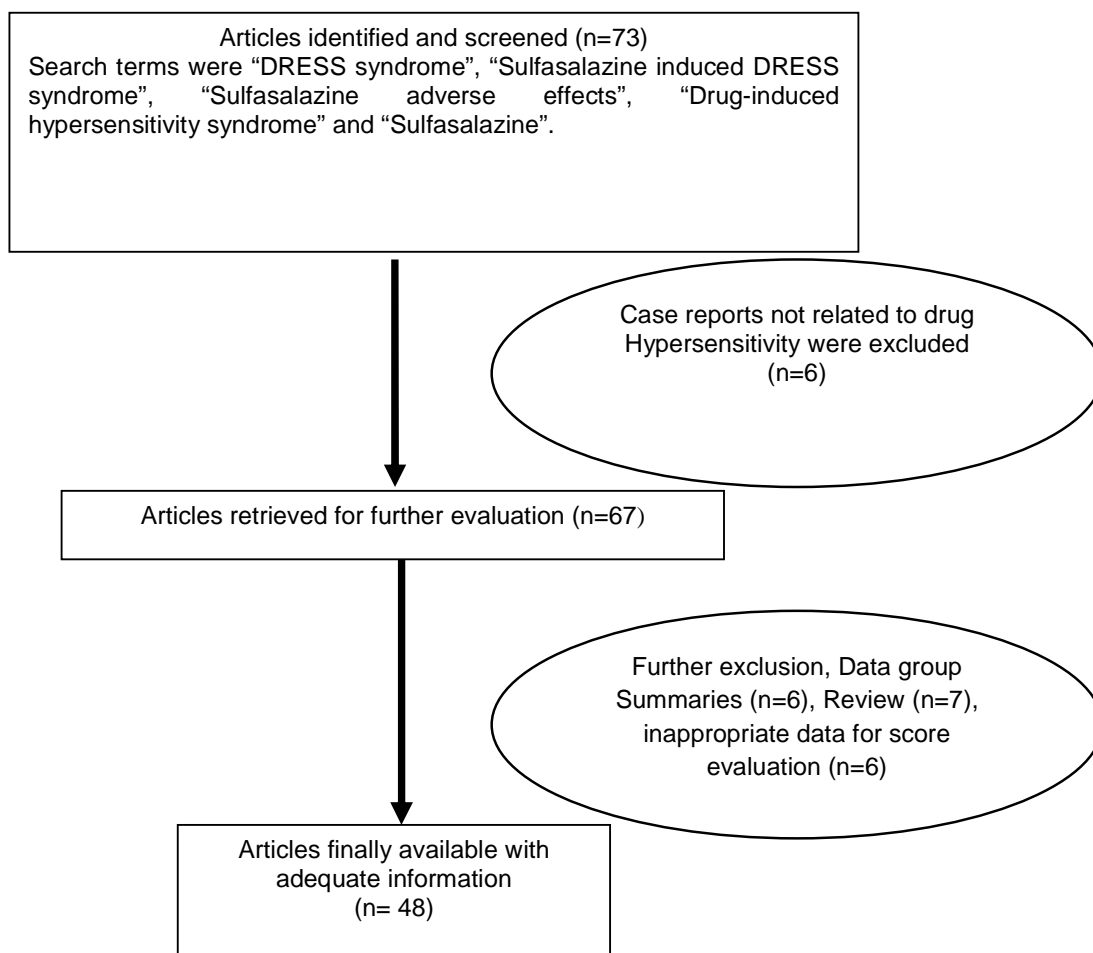 Articles identified and screened (n=73)
Search terms were “DRESS syndrome”, “Sulfasalazine induced DRESS
syndrome”, “Sulfasalazine adverse effects”, “Drug-induced
hypersensitivity syndrome” and “Sulfasalazine”.
Case reports not related to drug
Hypersensitivity were excluded
(n=6)
Articles retrieved for further evaluation (n=67)
Further exclusion, Data group
Summaries (n=6), Review (n=7),
inappropriate data for score
evaluation (n=6)
Articles finally available with
adequate information
(n= 48)